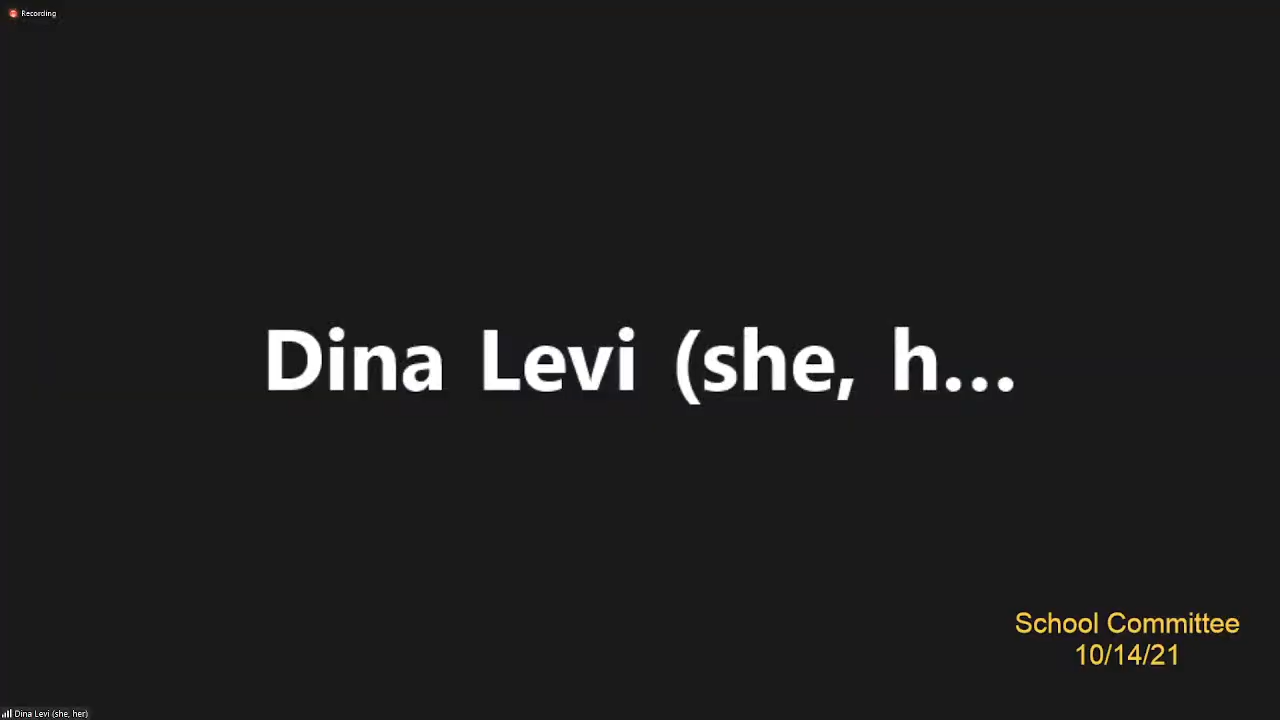 Recording
Dina Levi (she, h...
School Committee
10/14/21
Dina Levi (she, her)